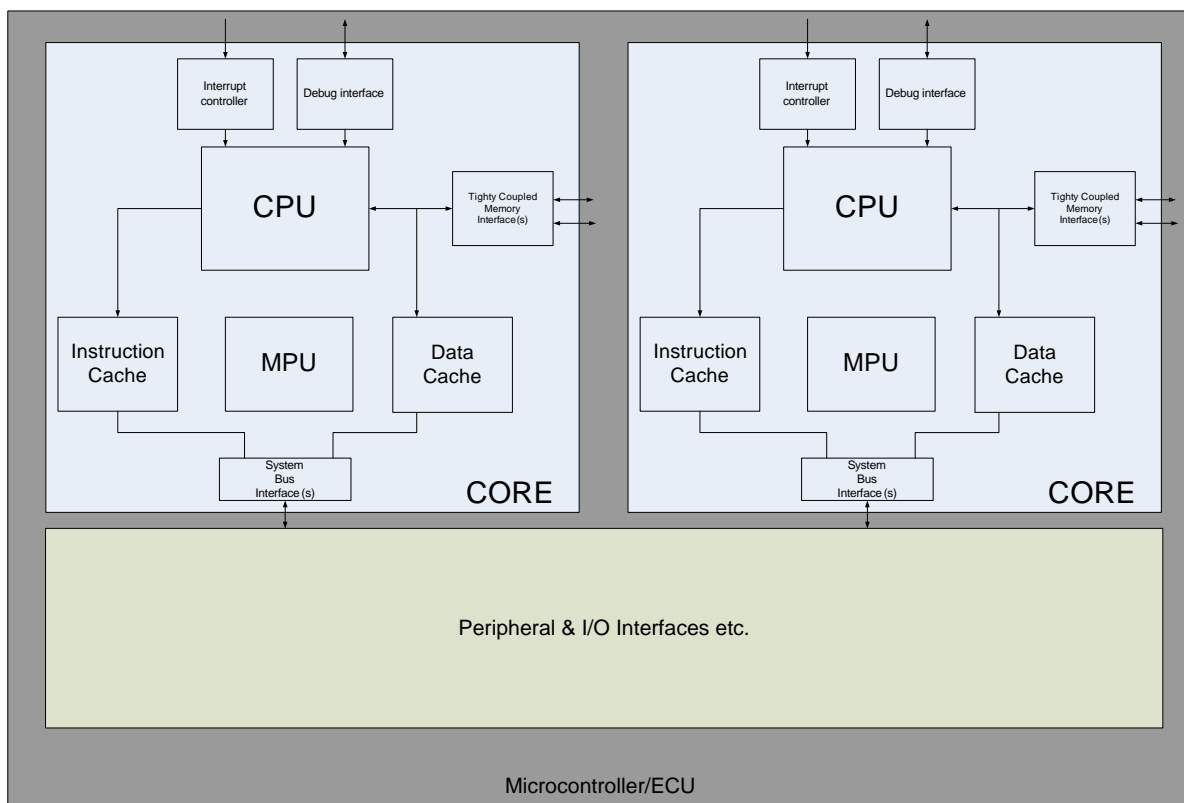 Interrupt
controller
Debug interface
CPU
Tighty Coupled
Memory
Interface(s)
Instruction
Cache
MPU
Data
Cache
System
Bus
Interface(s)
CORE
Interrupt
controller
Debug interface
CPU
Tighty Coupled
Memory
Interface(s)
Instruction
Cache
MPU
Data
Cache
System
Bus
Interface(s)
CORE
Peripheral & I/O Interfaces etc.
Microcontroller/ECU